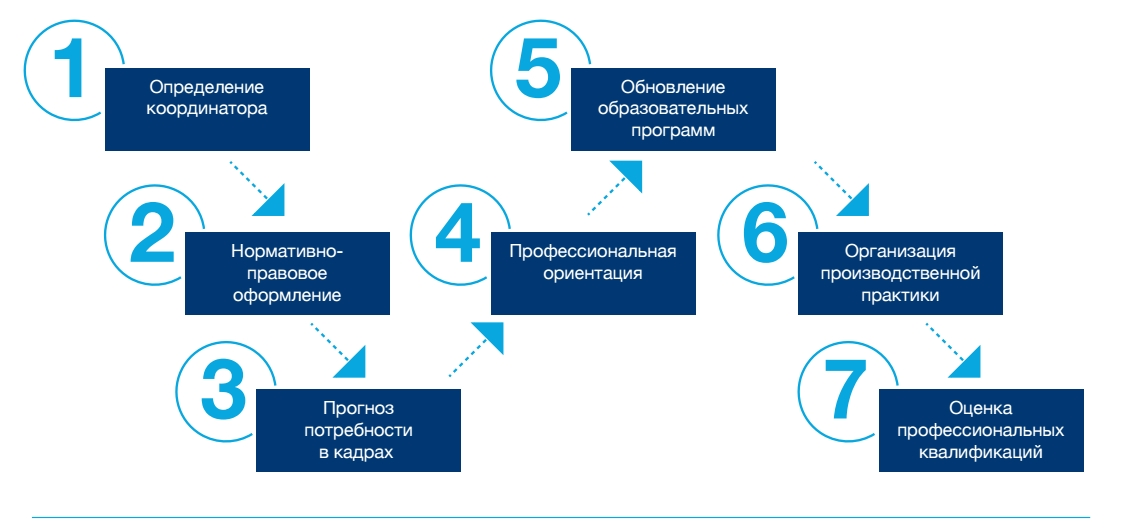 1
Определение
координатора
2
Нормативно-
правовое
оформление
3
Прогноз
потребности
в кадрах
4
Профессиональная
ориентация
5
Обновление
образовательных
программ
6
Организация
производственной
практики
7
Оценка
профессиональных
квалификаций